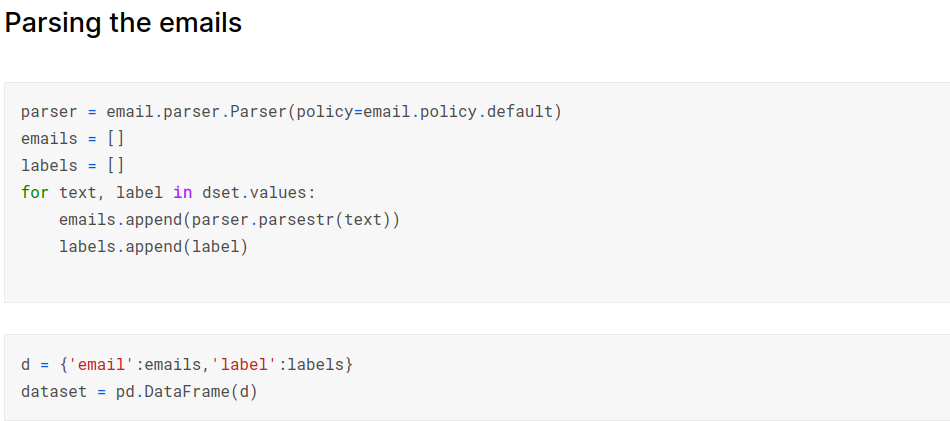 Parsing the emails
parser = email.parser.Parser(policy=email.policy.default)
emails = []
labels = []
for text, label in dset.values:
    emails.append(parser.parsestr(text))
    labels.append(label)
d = {'email':emails,'label':labels}
dataset = pd.DataFrame(d)